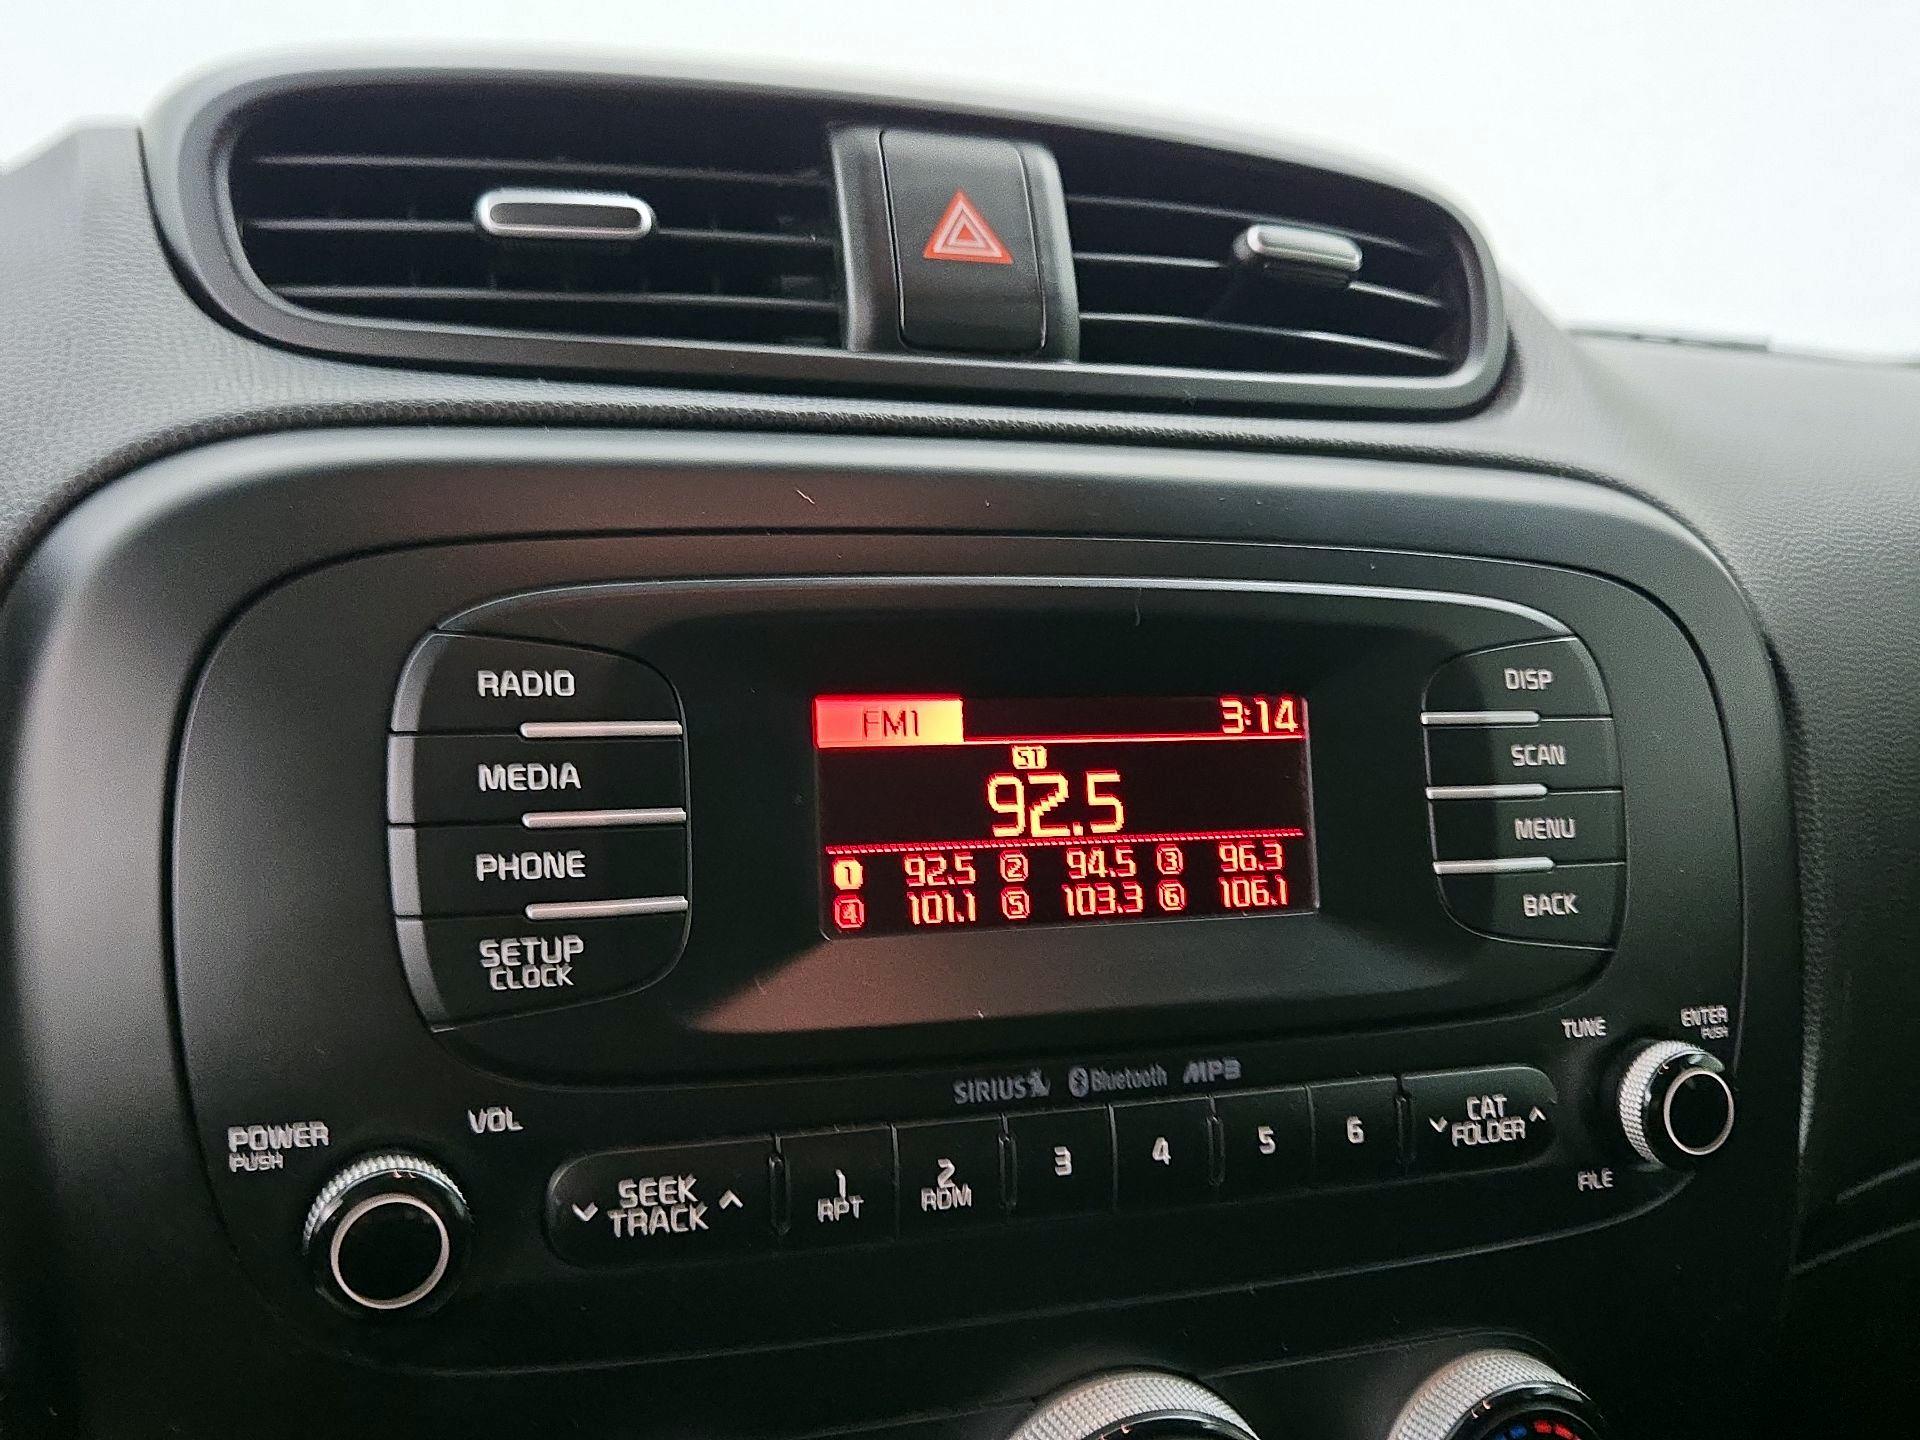 RADIO
MEDIA
PHONE
SETUP
CLOCK
FM1 3:14
ST
92.5
1 92.5 2 94.5 3 96.3
4 101.1 5 103.3 6 106.1
DISP
SCAN
MENU
BACK
TUNE
ENTER
PUSH
SIRIUS Bluetooth MP3
POWER
PUSH
VOL
SEEK
TRACK
1
RPT
2
RDM
3
4
5
6
CAT
FOLDER
FILE